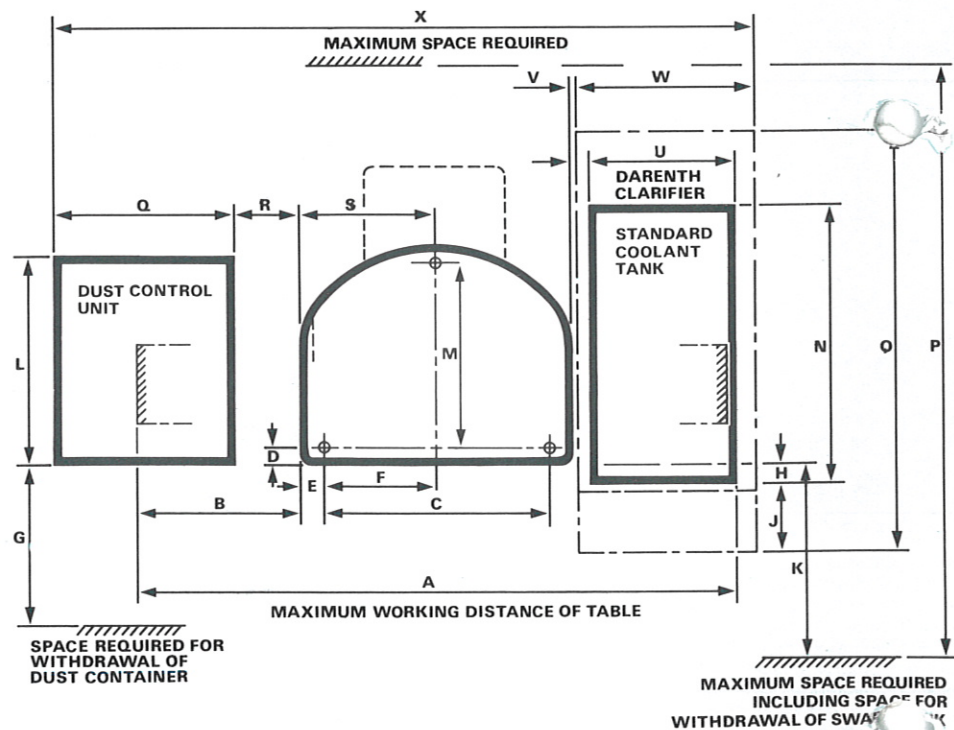 X
MAXIMUM SPACE REQUIRED
V
W
U
DARENTH
CLARIFIER
Q
R
S
STANDARD
COOLANT
TANK
DUST CONTROL
UNIT
L
M
N
O
P
D
E
F
H
B
C
G
J
K
A
MAXIMUM WORKING DISTANCE OF TABLE
SPACE REQUIRED FOR
WITHDRAWAL OF
DUST CONTAINER
MAXIMUM SPACE REQUIRED
INCLUDING SPACE FOR
WITHDRAWAL OF